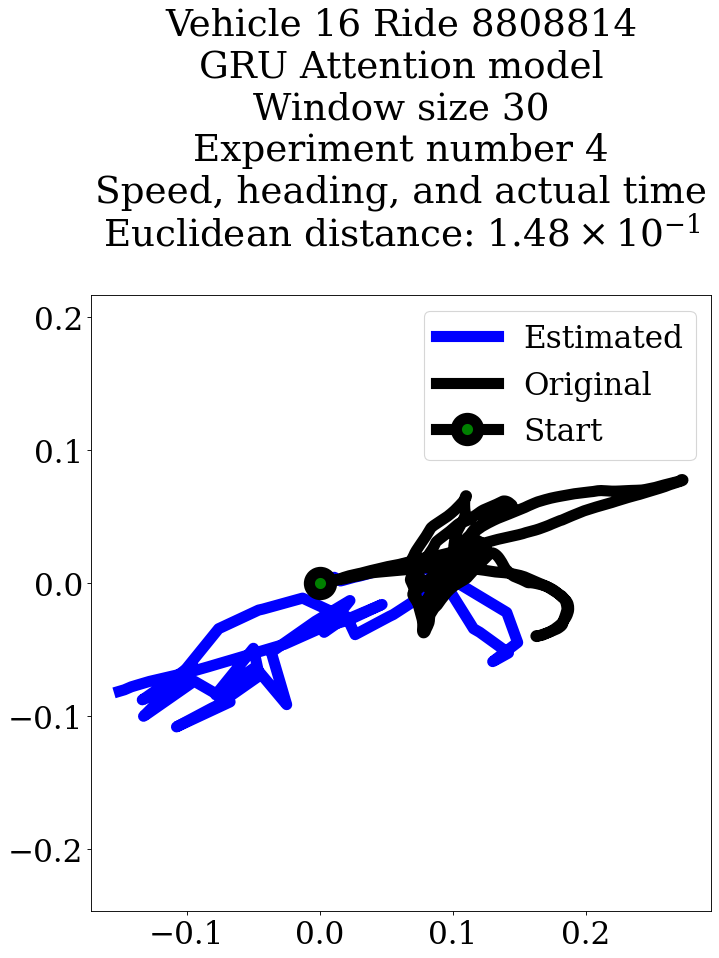 Vehicle 16 Ride 8808814
GRU Attention model
Window size 30
Experiment number 4
Speed, heading, and actual time
Euclidean distance: 1.48 × 10⁻¹
Estimated
Original
Start
0.2
0.1
0.0
−0.1
−0.2
−0.1 0.0 0.1 0.2